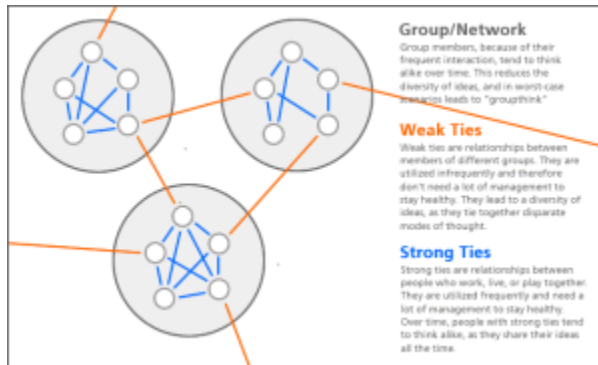 Group/Network
Group members, because of their
frequent interaction, tend to think
alike over time. This reduces the
diversity of ideas, and in worst-case
scenarios leads to "groupthink"
Weak Ties
Weak ties are relationships between
members of different groups. They are
utilized infrequently and therefore
don't need a lot of management to
stay healthy. They lead to a diversity of
ideas, as they tie together disparate
modes of thought.
Strong Ties
Strong ties are relationships between
people who work, live, or play together.
They are utilized frequently and need a
lot of management to stay healthy.
Over time, people with strong ties tend
to think alike, as they share their ideas
all the time.